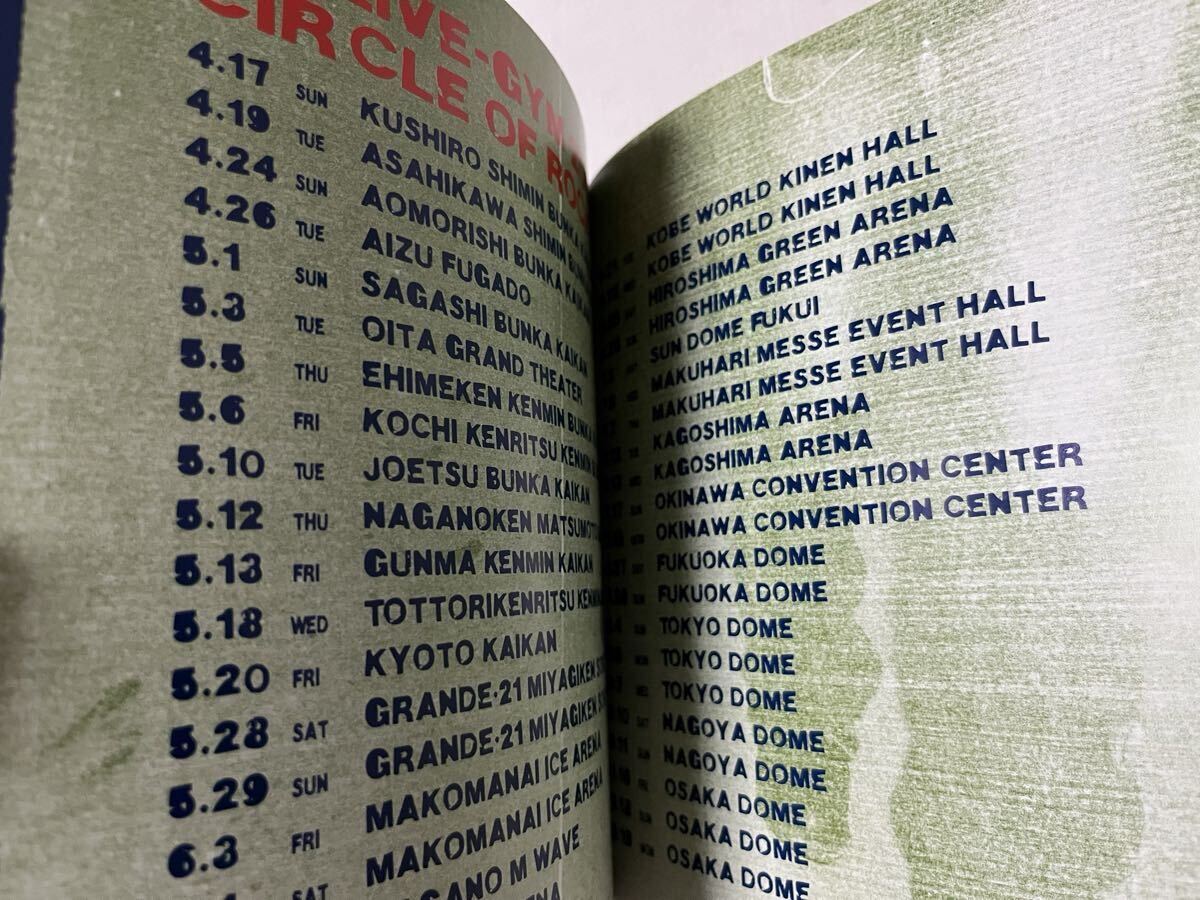 LIVE-GYM
CIRCLE OF ROC
4.17 SUN KUSHIRO SHIMIN BUNKA
4.19 TUE ASAHIKAWA SHIMIN BUNK
4.24 SUN AOMORISHI BUNKA KAIKAN
4.26 TUE AIZU FUGADO
5.1 SUN SAGASHI BUNKA KAIKAN
5.3 TUE OITA GRAND THEATER
5.5 THU EHIMEKEN KENMIN BUNKA
5.6 FRI KOCHI KENRITSU KENMIN
5.10 TUE JOETSU BUNKA KAIKAN
5.12 THU NAGANOKEN MATSUMOT
5.13 FRI GUNMA KENMIN KAIKAN
5.18 WED TOTTORIKENRITSU KENMIN
5.20 FRI KYOTO KAIKAN
5.28 SAT GRANDE·21 MIYAGIKEN
5.29 SUN GRANDE·21 MIYAGIKEN
6.3 FRI MAKOMANAI ICE ARENA
SAT MAKOMANAI ICE ARENA
GANO M WAVE
ENA
KOBE WORLD KINEN HALL
KOBE WORLD KINEN HALL
HIROSHIMA GREEN ARENA
HIROSHIMA GREEN ARENA
SUN DOME FUKUI
MAKUHARI MESSE EVENT HALL
MAKUHARI MESSE EVENT HALL
KAGOSHIMA ARENA
KAGOSHIMA ARENA
OKINAWA CONVENTION CENTER
OKINAWA CONVENTION CENTER
FUKUOKA DOME
FUKUOKA DOME
TOKYO DOME
TOKYO DOME
TOKYO DOME
NAGOYA DOME
NAGOYA DOME
OSAKA DOME
OSAKA DOME
OSAKA DOME